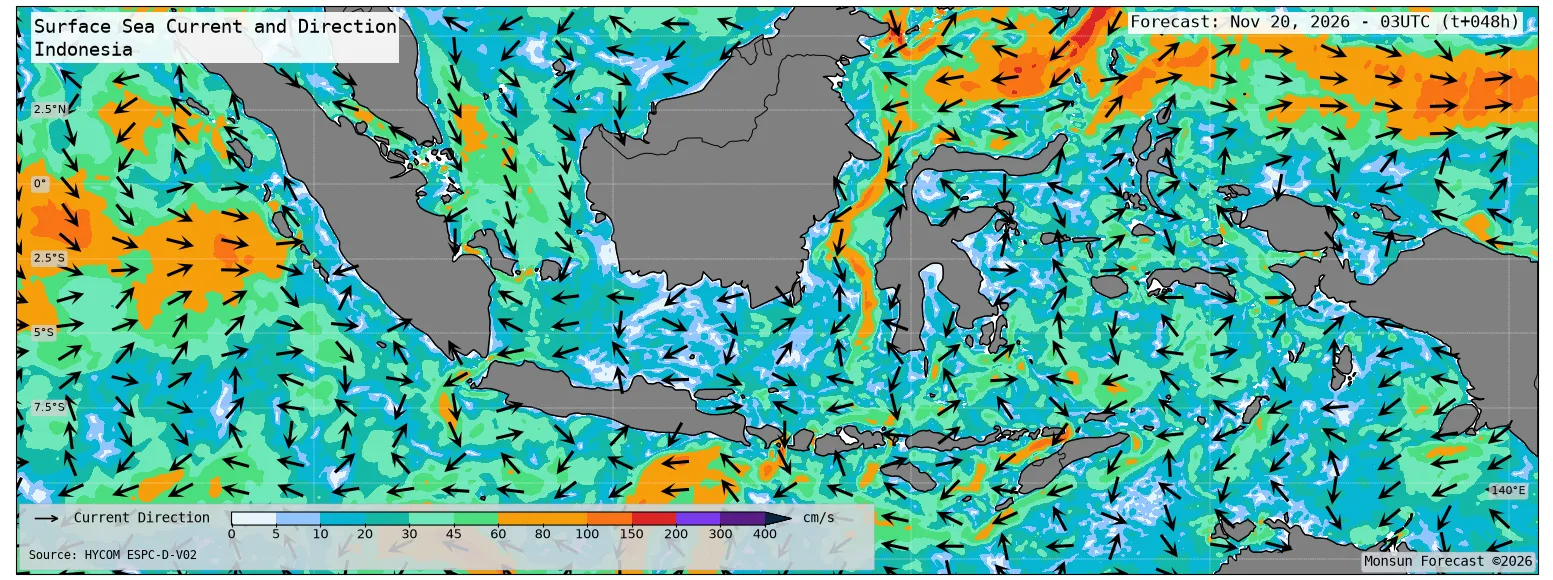 Surface Sea Current and Direction
Indonesia
Forecast: Nov 20, 2026 - 03UTC (t+048h)
2.5°N
0°
2.5°S
5°S
7.5°S
140°E
Current Direction
0 5 10 20 30 45 60 80 100 150 200 300 400 cm/s
Source: HYCOM ESPC-D-V02
Monsun Forecast ©2026